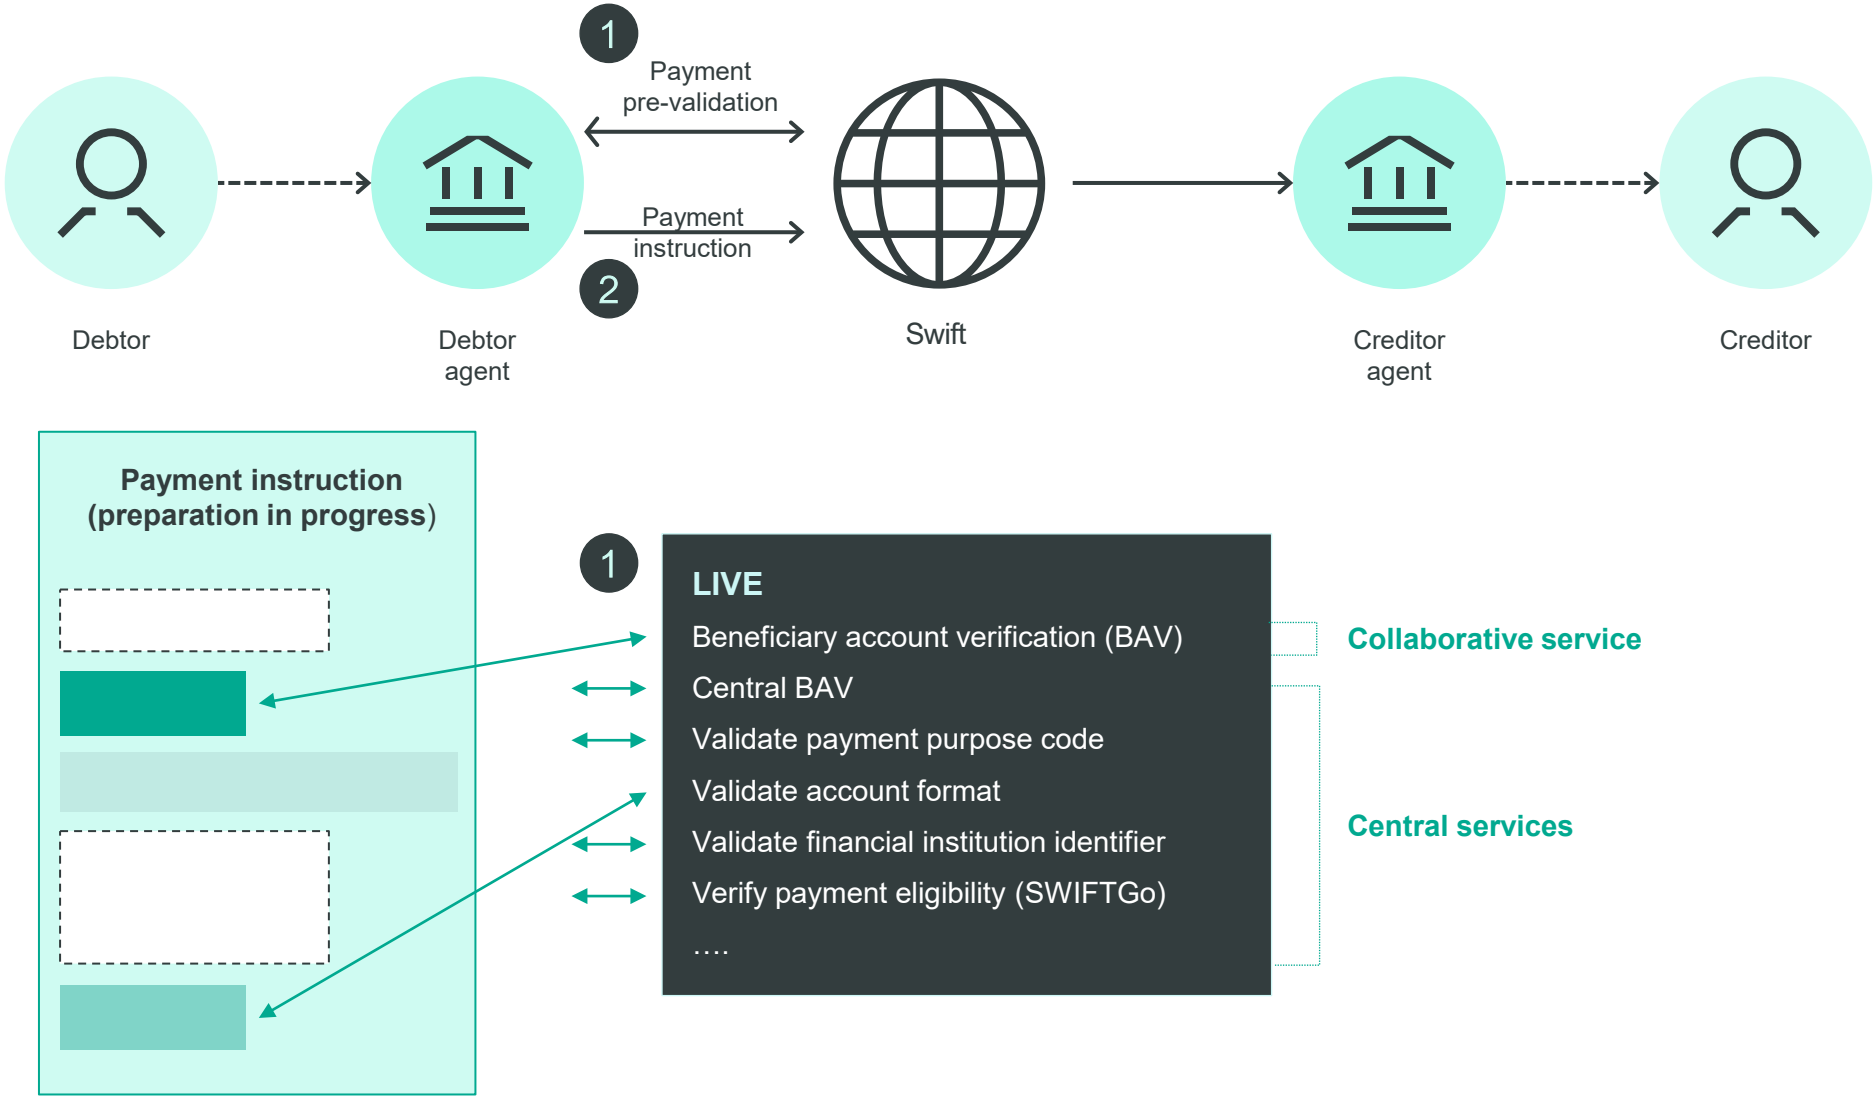 1
Payment
pre-validation
Payment
instruction
2
Debtor
Debtor
agent
Swift
Creditor
agent
Creditor
Payment instruction
(preparation in progress)
1
LIVE
Beneficiary account verification (BAV)
Central BAV
Validate payment purpose code
Validate account format
Validate financial institution identifier
Verify payment eligibility (SWIFTGo)
….
Collaborative service
Central services